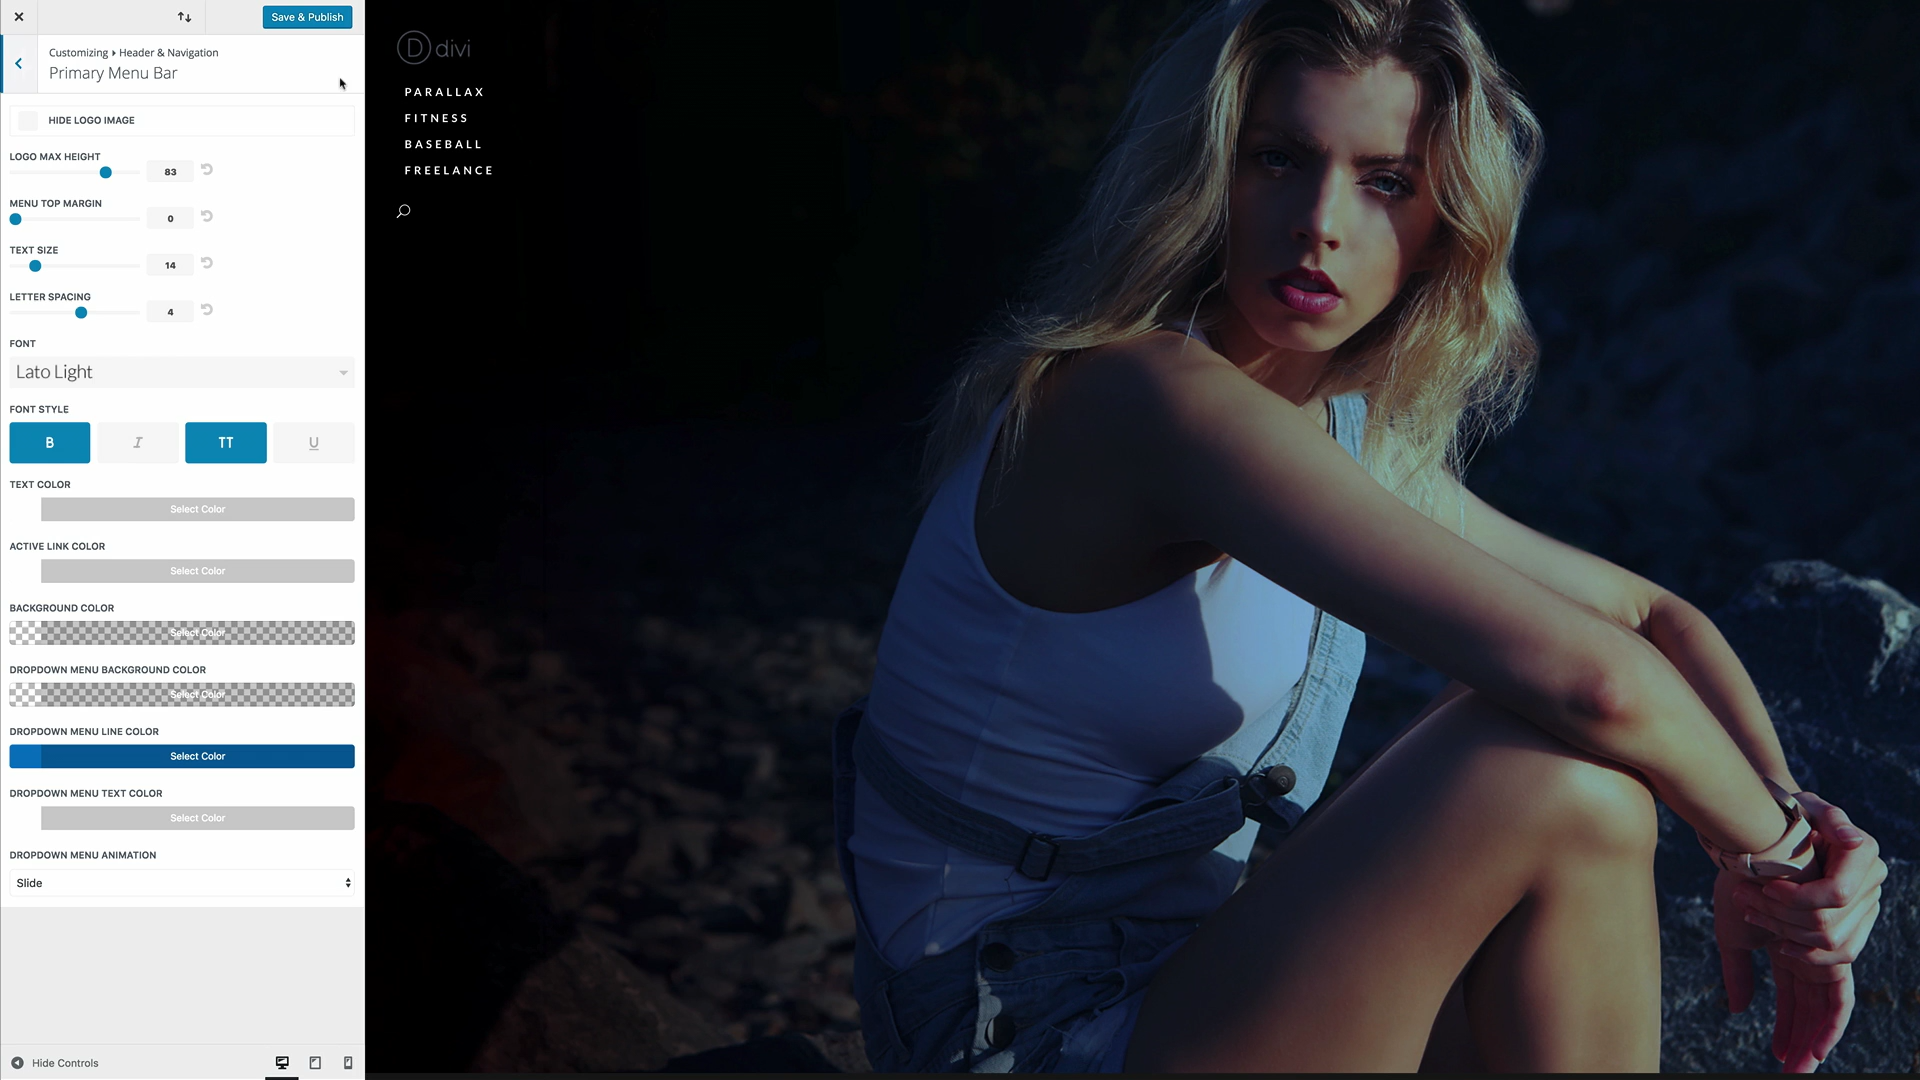 Save & Publish
Customizing ▸ Header & Navigation
Primary Menu Bar
HIDE LOGO IMAGE
LOGO MAX HEIGHT
83
MENU TOP MARGIN
0
TEXT SIZE
14
LETTER SPACING
4
FONT
Lato Light
FONT STYLE
B I TT U
TEXT COLOR
Select Color
ACTIVE LINK COLOR
Select Color
BACKGROUND COLOR
Select Color
DROPDOWN MENU BACKGROUND COLOR
Select Color
DROPDOWN MENU LINE COLOR
Select Color
DROPDOWN MENU TEXT COLOR
Select Color
DROPDOWN MENU ANIMATION
Slide
Hide Controls
D divi
PARALLAX
FITNESS
BASEBALL
FREELANCE